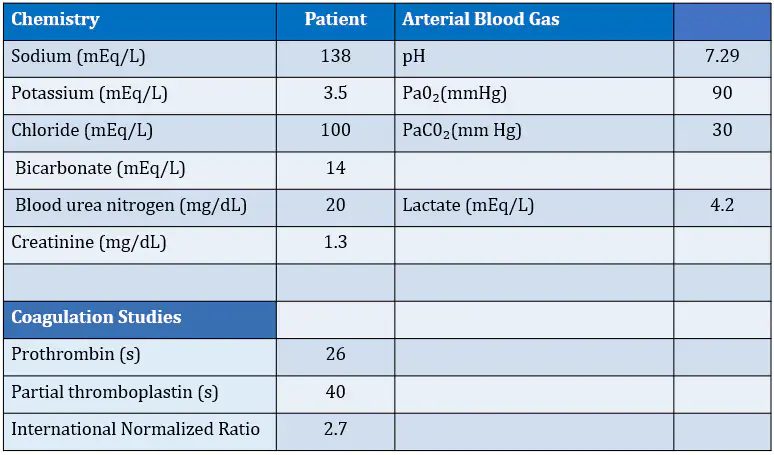 Chemistry Patient Arterial Blood Gas
Sodium (mEq/L) 138 pH 7.29
Potassium (mEq/L) 3.5 Pa0₂(mmHg) 90
Chloride (mEq/L) 100 PaC0₂(mm Hg) 30
Bicarbonate (mEq/L) 14
Blood urea nitrogen (mg/dL) 20 Lactate (mEq/L) 4.2
Creatinine (mg/dL) 1.3
Coagulation Studies
Prothrombin (s) 26
Partial thromboplastin (s) 40
International Normalized Ratio 2.7